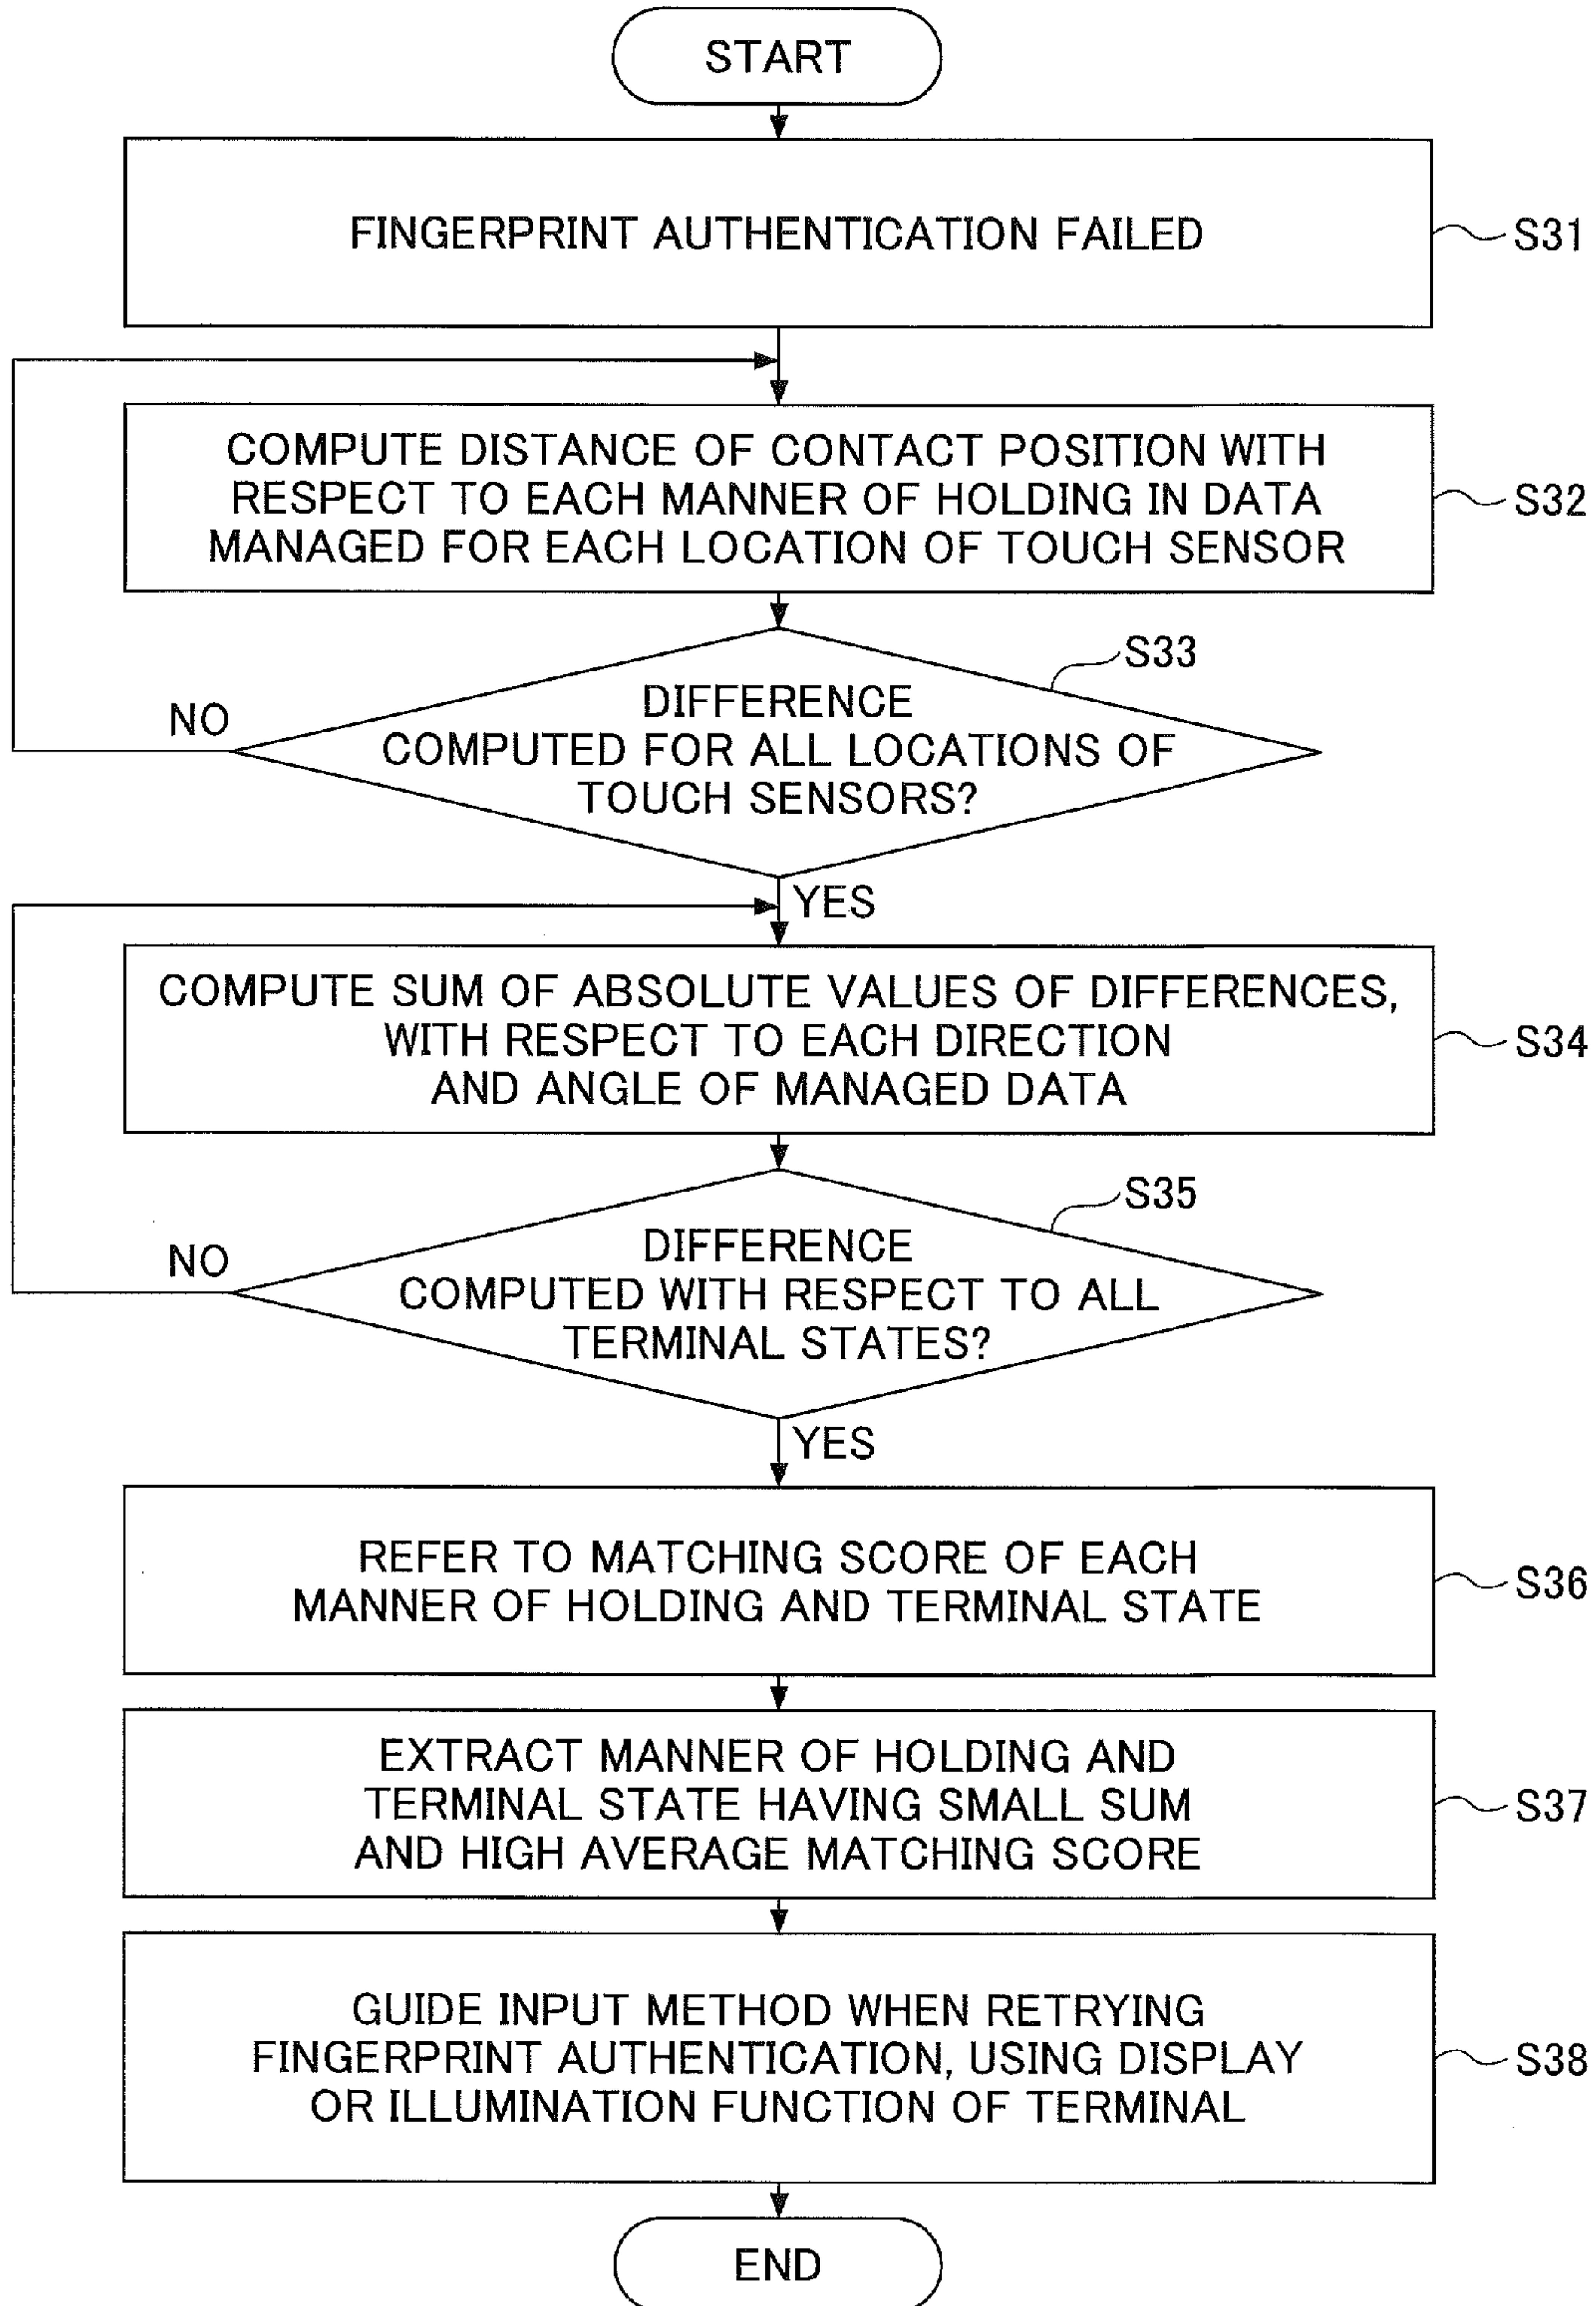 START
FINGERPRINT AUTHENTICATION FAILED
S31
COMPUTE DISTANCE OF CONTACT POSITION WITH
RESPECT TO EACH MANNER OF HOLDING IN DATA
MANAGED FOR EACH LOCATION OF TOUCH SENSOR
S32
S33
DIFFERENCE
COMPUTED FOR ALL LOCATIONS OF
TOUCH SENSORS?
NO
YES
COMPUTE SUM OF ABSOLUTE VALUES OF DIFFERENCES,
WITH RESPECT TO EACH DIRECTION
AND ANGLE OF MANAGED DATA
S34
S35
DIFFERENCE
COMPUTED WITH RESPECT TO ALL
TERMINAL STATES?
NO
YES
REFER TO MATCHING SCORE OF EACH
MANNER OF HOLDING AND TERMINAL STATE
S36
EXTRACT MANNER OF HOLDING AND
TERMINAL STATE HAVING SMALL SUM
AND HIGH AVERAGE MATCHING SCORE
S37
GUIDE INPUT METHOD WHEN RETRYING
FINGERPRINT AUTHENTICATION, USING DISPLAY
OR ILLUMINATION FUNCTION OF TERMINAL
S38
END